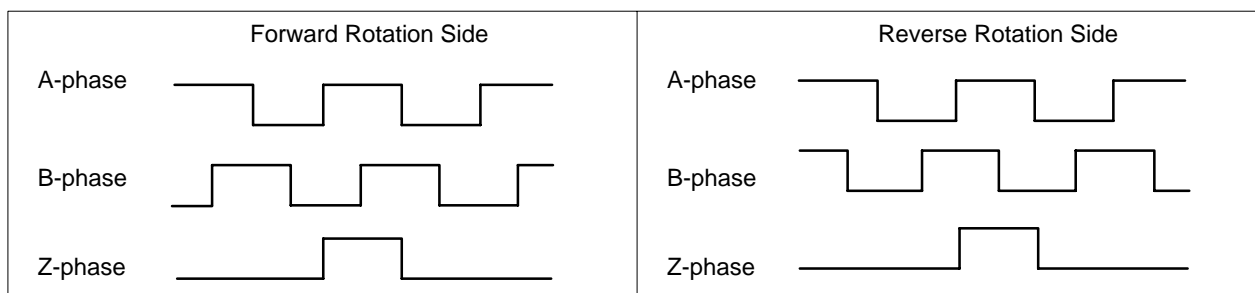 Forward Rotation Side
A-phase
B-phase
Z-phase
Reverse Rotation Side
A-phase
B-phase
Z-phase